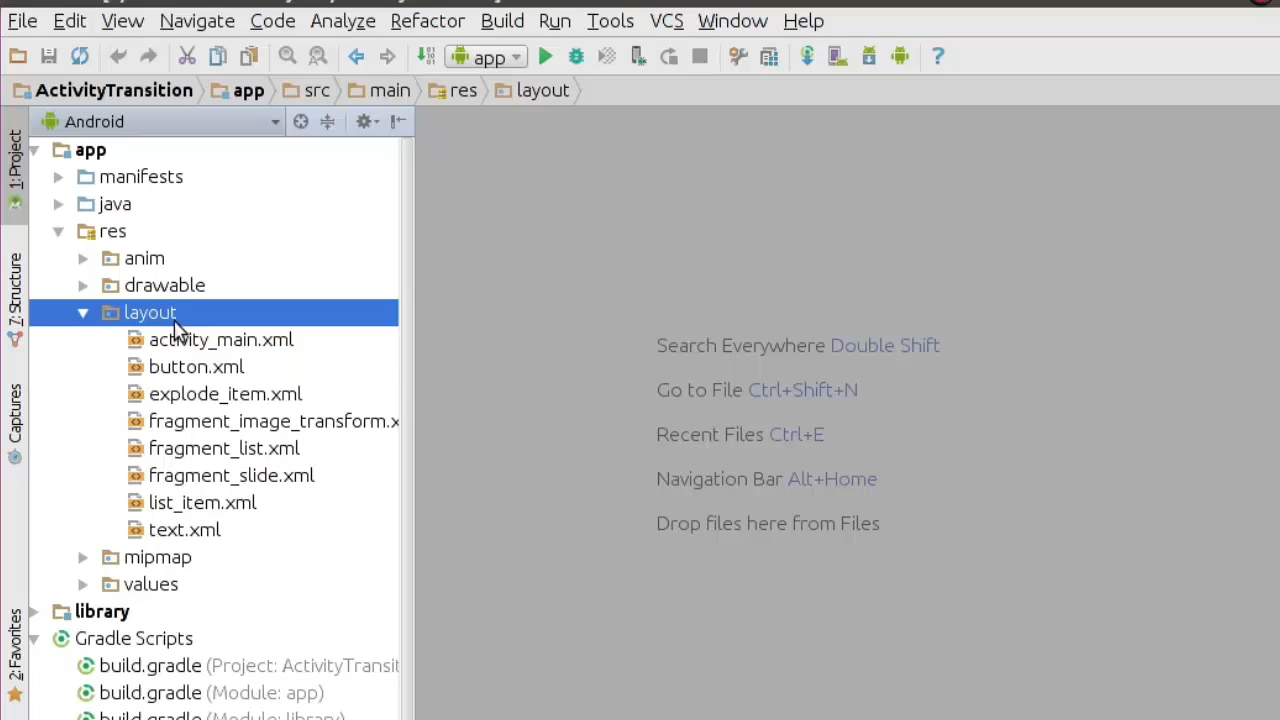 File Edit View Navigate Code Analyze Refactor Build Run Tools VCS Window Help
app
ActivityTransition app src main res layout
Android
1: Project
7: Structure
Captures
2: Favorites
app
manifests
java
res
anim
drawable
layout
activity_main.xml
button.xml
explode_item.xml
fragment_image_transform.x
fragment_list.xml
fragment_slide.xml
list_item.xml
text.xml
mipmap
values
library
Gradle Scripts
build.gradle (Project: ActivityTransit
build.gradle (Module: app)
build.gradle (Module: library)
Search Everywhere Double Shift
Go to File Ctrl+Shift+N
Recent Files Ctrl+E
Navigation Bar Alt+Home
Drop files here from Files